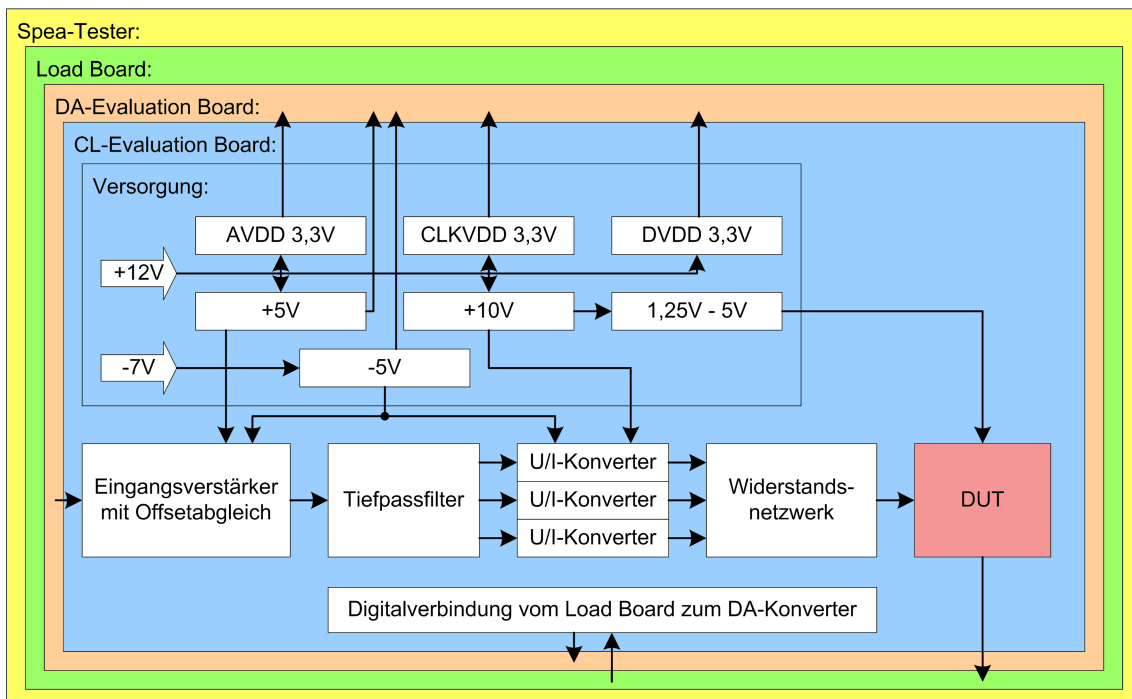 Spea-Tester:
Load Board:
DA-Evaluation Board:
CL-Evaluation Board:
Versorgung:
AVDD 3,3V
CLKVDD 3,3V
DVDD 3,3V
+12V
+5V
+10V
1,25V - 5V
-7V
-5V
Eingangsverstärker
mit Offsetabgleich
Tiefpassfilter
U/I-Konverter
U/I-Konverter
U/I-Konverter
Widerstands-
netzwerk
DUT
Digitalverbindung vom Load Board zum DA-Konverter